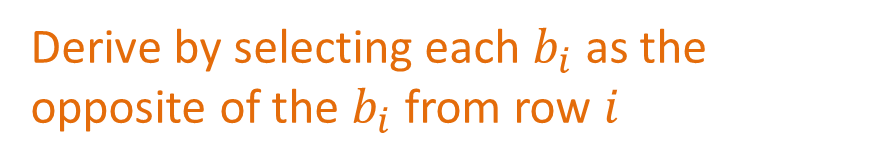 Derive by selecting each bᵢ as the
opposite of the bᵢ from row i